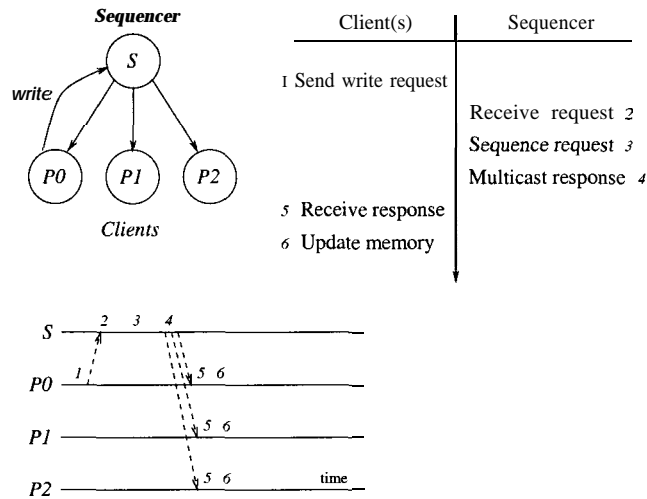 Sequencer
S
write
P0 P1 P2
Clients
Client(s) Sequencer
1 Send write request
Receive request 2
Sequence request 3
Multicast response 4
5 Receive response
6 Update memory
2 3 4
S
1 5 6
P0
5 6
P1
5 6 time
P2